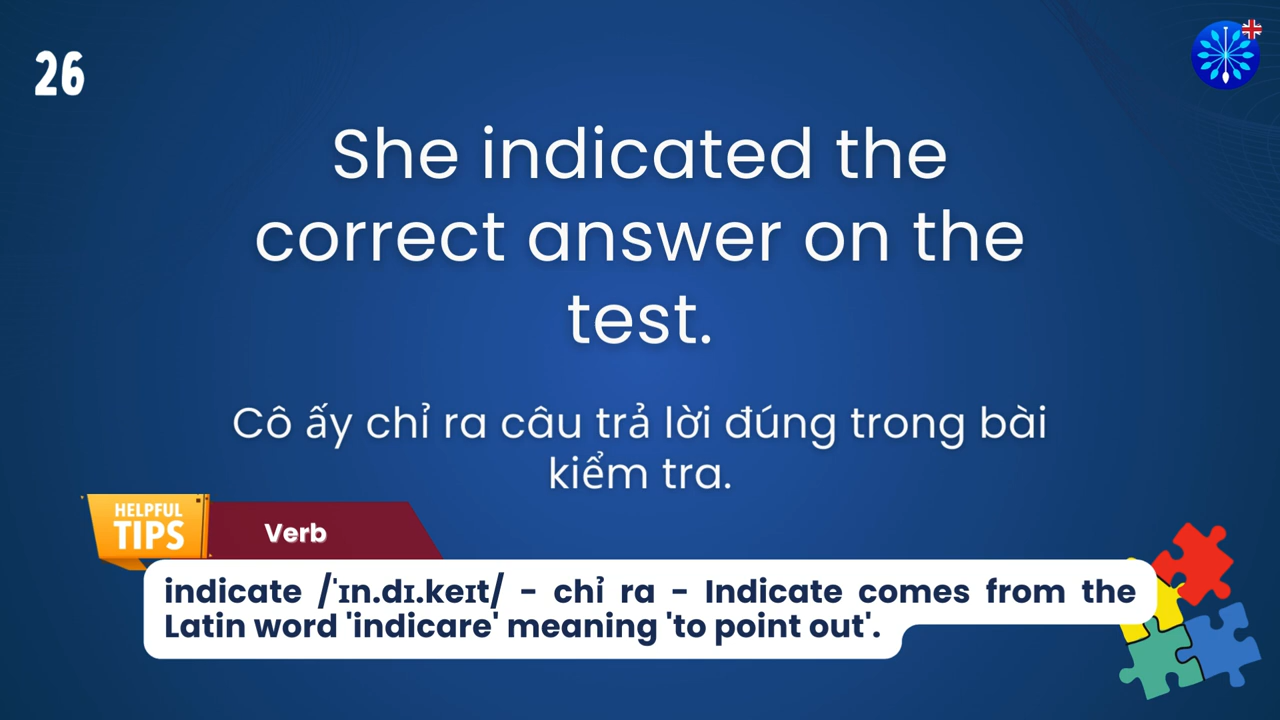 26
She indicated the
correct answer on the
test.
Cô ấy chỉ ra câu trả lời đúng trong bài
kiểm tra.
HELPFUL
TIPS
Verb
indicate /ˈɪn.dɪ.keɪt/ - chỉ ra - Indicate comes from the
Latin word 'indicare' meaning 'to point out'.